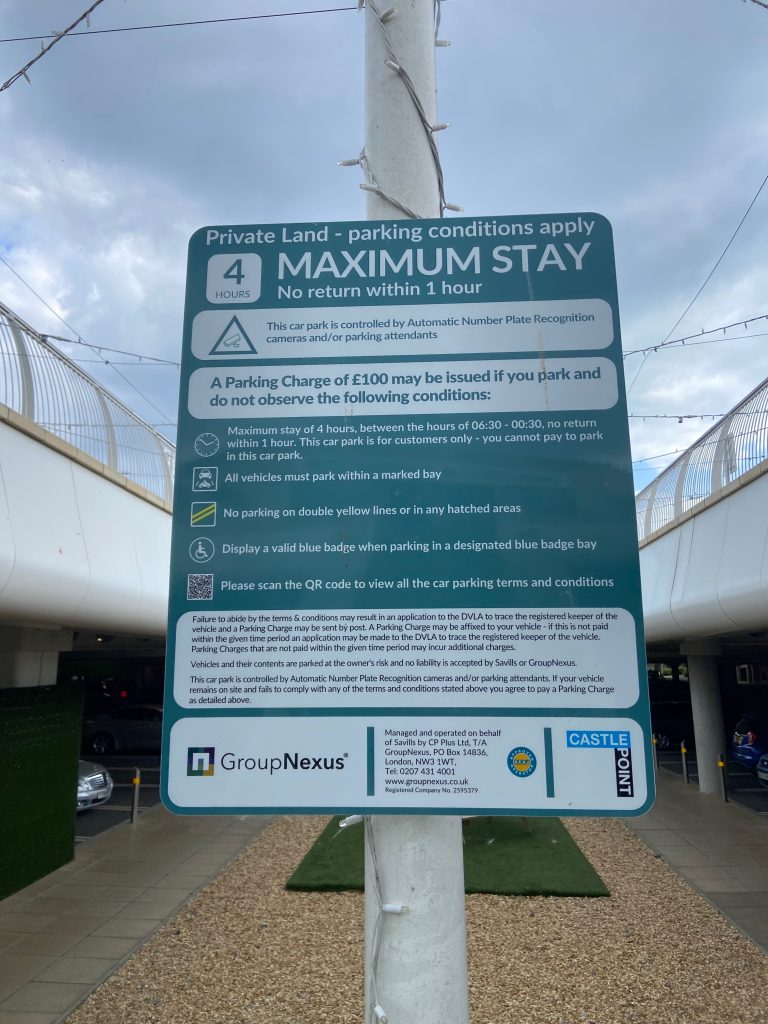 Private Land - parking conditions apply
4
HOURS
MAXIMUM STAY
No return within 1 hour
This car park is controlled by Automatic Number Plate Recognition
cameras and/or parking attendants
A Parking Charge of £100 may be issued if you park and
do not observe the following conditions:
Maximum stay of 4 hours, between the hours of 06:30 - 00:30, no return
within 1 hour. This car park is for customers only - you cannot pay to park
in this car park.
All vehicles must park within a marked bay
No parking on double yellow lines or in any hatched areas
Display a valid blue badge when parking in a designated blue badge bay
Please scan the QR code to view all the car parking terms and conditions
Failure to abide by the terms & conditions may result in an application to the DVLA to trace the registered keeper of the
vehicle and a Parking Charge may be sent by post. A Parking Charge may be affixed to your vehicle - if this is not paid
within the given time period an application may be made to the DVLA to trace the registered keeper of the vehicle.
Parking Charges that are not paid within the given time period may incur additional charges.
Vehicles and their contents are parked at the owner's risk and no liability is accepted by Savills or GroupNexus.
This car park is controlled by Automatic Number Plate Recognition cameras and/or parking attendants. If your vehicle
remains on site and fails to comply with any of the terms and conditions stated above you agree to pay a Parking Charge
as detailed above.
GroupNexus®
Managed and operated on behalf
of Savills by CP Plus Ltd, T/A
GroupNexus, PO Box 14836,
London, NW3 1WT,
Tel: 0207 431 4001
www.groupnexus.co.uk
Registered Company No. 2595379
CASTLE
POINT